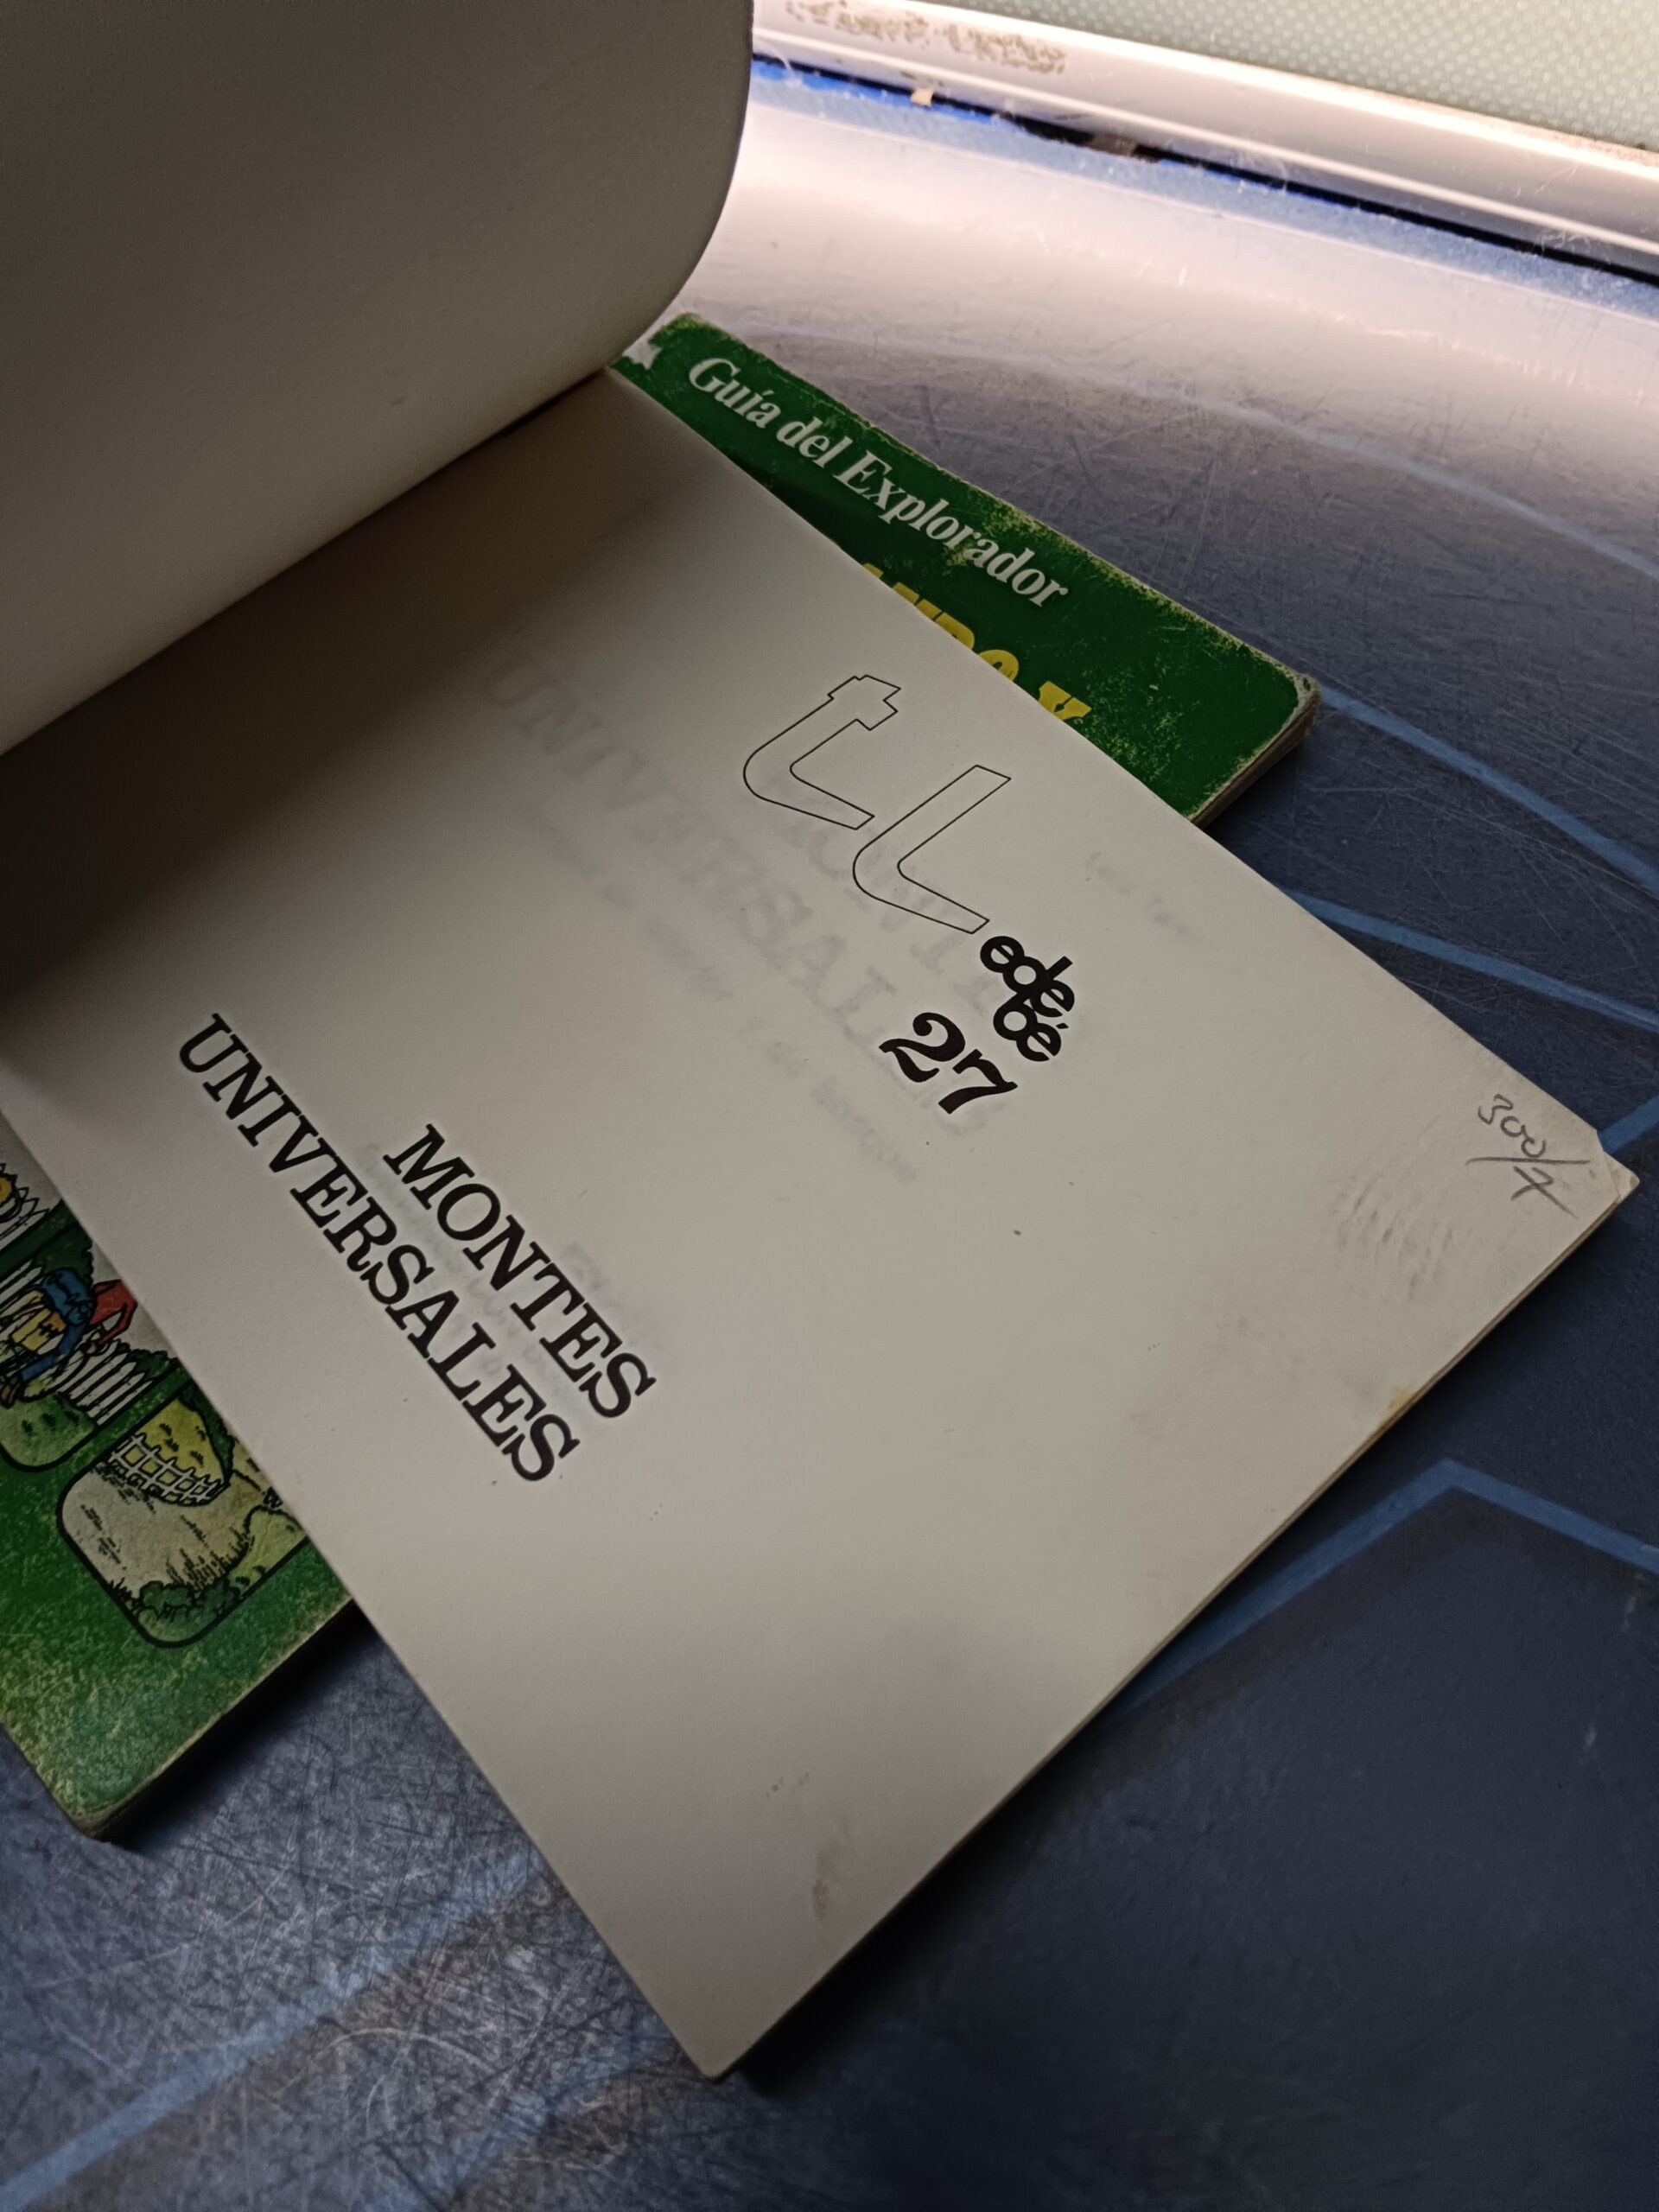 Guía del Explorador
tl
edebé
27
300/7
MONTES
UNIVERSALES